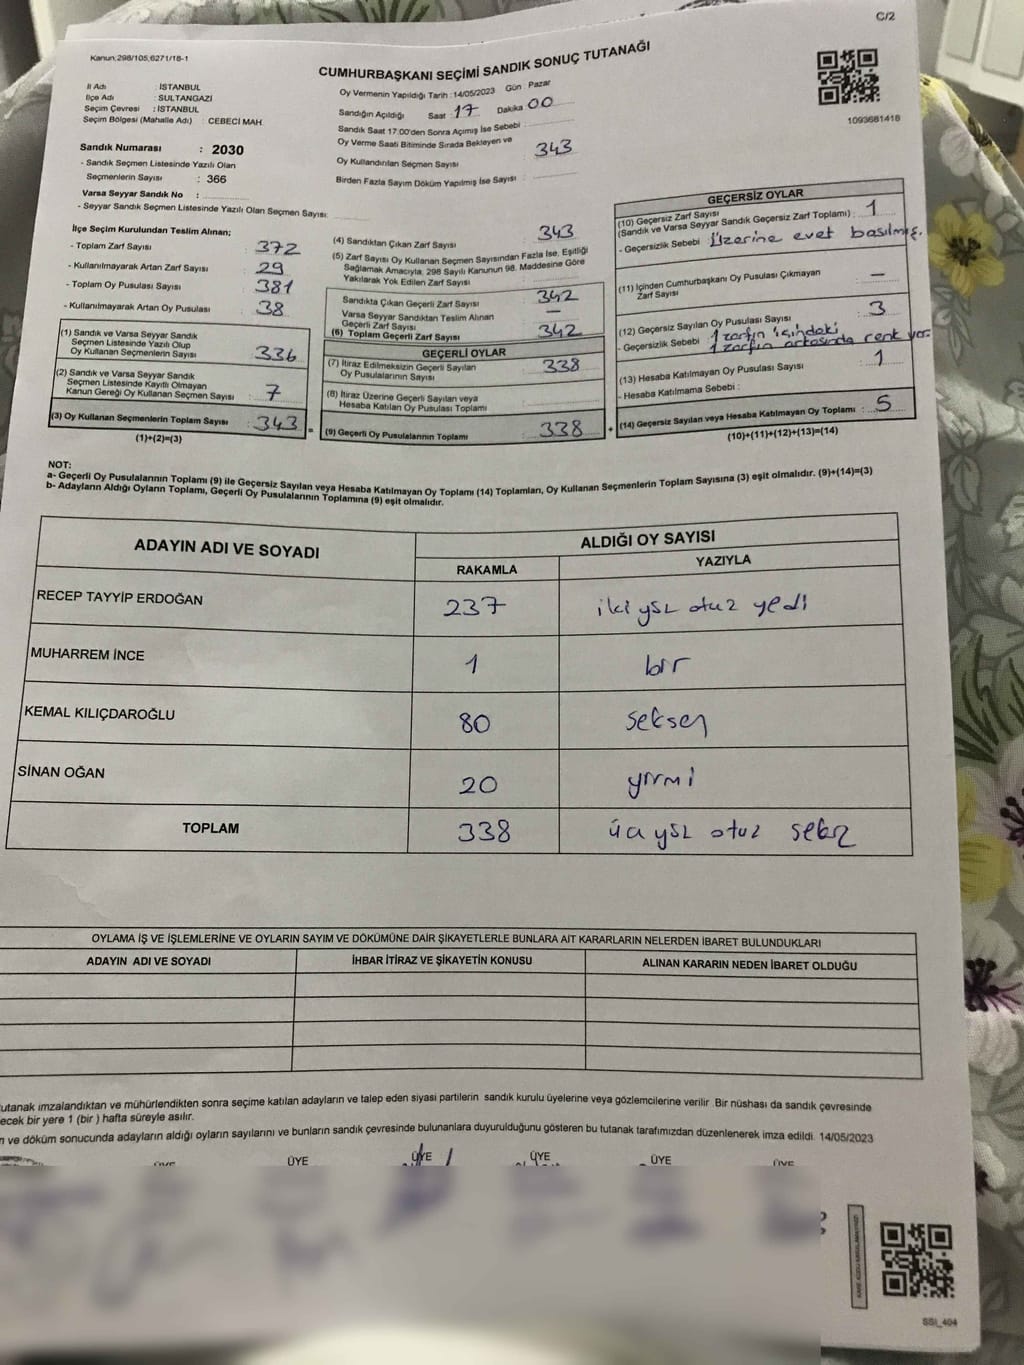 C/2
Kanun;298/105,6271/18-1
CUMHURBAŞKANI SEÇİMİ SANDIK SONUÇ TUTANAĞI
1093681418
İl Adı : İSTANBUL
İlçe Adı : SULTANGAZİ
Seçim Çevresi : İSTANBUL
Seçim Bölgesi (Mahalle Adı) : CEBECİ MAH.
Sandık Numarası : 2030
- Sandık Seçmen Listesinde Yazılı Olan
Seçmenlerin Sayısı : 366
Varsa Seyyar Sandık No :
- Seyyar Sandık Seçmen Listesinde Yazılı Olan Seçmen Sayısı:
Oy Vermenin Yapıldığı Tarih :14/05/2023 Gün : Pazar
Sandığın Açıldığı Saat : 17 Dakika 00
Sandık Saat 17:00'den Sonra Açımış İse Sebebi :
Oy Verme Saati Bitiminde Sırada Bekleyen ve
Oy Kullandırılan Seçmen Sayısı : 343
Birden Fazla Sayım Döküm Yapılmış İse Sayısı :
İlçe Seçim Kurulundan Teslim Alınan;
- Toplam Zarf Sayısı : 372
- Kullanılmayarak Artan Zarf Sayısı : 29
- Toplam Oy Pusulası Sayısı : 381
- Kullanılmayarak Artan Oy Pusulası : 38
(1) Sandık ve Varsa Seyyar Sandık
Seçmen Listesinde Yazılı Olup
Oy Kullanan Seçmenlerin Sayısı : 336
(2) Sandık ve Varsa Seyyar Sandık
Seçmen Listesinde Kayıtlı Olmayan
Kanun Gereği Oy Kullanan Seçmen Sayısı : 7
(3) Oy Kullanan Seçmenlerin Toplam Sayısı : 343
(1)+(2)=(3)
(4) Sandıktan Çıkan Zarf Sayısı : 343
(5) Zarf Sayısı Oy Kullanan Seçmen Sayısından Fazla İse, Eşitliği
Sağlamak Amacıyla, 298 Sayılı Kanunun 98. Maddesine Göre
Yakılarak Yok Edilen Zarf Sayısı :
Sandıkta Çıkan Geçerli Zarf Sayısı : 342
Varsa Seyyar Sandıktan Teslim Alınan
Geçerli Zarf Sayısı : —
(6) Toplam Geçerli Zarf Sayısı : 342
GEÇERLİ OYLAR
(7) İtiraz Edilmeksizin Geçerli Sayılan
Oy Pusulalarının Sayısı : 338
(8) İtiraz Üzerine Geçerli Sayılan veya
Hesaba Katılan Oy Pusulası Toplamı :
(9) Geçerli Oy Pusulalarının Toplamı : 338
=
+
GEÇERSİZ OYLAR
(10) Geçersiz Zarf Sayısı
(Sandık ve Varsa Seyyar Sandık Geçersiz Zarf Toplamı) : 1
- Geçersizlik Sebebi : Üzerine evet basılmış.
(11) İçinden Cumhurbaşkanı Oy Pusulası Çıkmayan
Zarf Sayısı : —
(12) Geçersiz Sayılan Oy Pusulası Sayısı : 3
- Geçersizlik Sebebi : 1 zarfın içindeki
1 zarfın arkasında renk var.
(13) Hesaba Katılmayan Oy Pusulası Sayısı : 1
- Hesaba Katılmama Sebebi :
(14) Geçersiz Sayılan veya Hesaba Katılmayan Oy Toplamı : 5
(10)+(11)+(12)+(13)=(14)
NOT:
a- Geçerli Oy Pusulalarının Toplamı (9) ile Geçersiz Sayılan veya Hesaba Katılmayan Oy Toplamı (14) Toplamları, Oy Kullanan Seçmenlerin Toplam Sayısına (3) eşit olmalıdır. (9)+(14)=(3)
b- Adayların Aldığı Oyların Toplamı, Geçerli Oy Pusulalarının Toplamına (9) eşit olmalıdır.
ADAYIN ADI VE SOYADI ALDIĞI OY SAYISI
RAKAMLA YAZIYLA
RECEP TAYYİP ERDOĞAN 237 iki yüz otuz yedi
MUHARREM İNCE 1 bir
KEMAL KILIÇDAROĞLU 80 seksen
SİNAN OĞAN 20 yirmi
TOPLAM 338 üç yüz otuz sekiz
OYLAMA İŞ VE İŞLEMLERİNE VE OYLARIN SAYIM VE DÖKÜMÜNE DAİR ŞİKAYETLERLE BUNLARA AİT KARARLARIN NELERDEN İBARET BULUNDUKLARI
ADAYIN ADI VE SOYADI İHBAR İTİRAZ VE ŞİKAYETİN KONUSU ALINAN KARARIN NEDEN İBARET OLDUĞU
utanak imzalandıktan ve mühürlendikten sonra seçime katılan adayların ve talep eden siyasi partilerin sandık kurulu üyelerine veya gözlemcilerine verilir. Bir nüshası da sandık çevresinde
ecek bir yere 1 (bir ) hafta süreyle asılır.
n ve döküm sonucunda adayların aldığı oyların sayılarını ve bunların sandık çevresinde bulunanlara duyurulduğunu gösteren bu tutanak tarafımızdan düzenlenerek imza edildi. 14/05/2023
ÜYE ÜYE ÜYE ÜYE ÜYE ÜYE
SSI_404